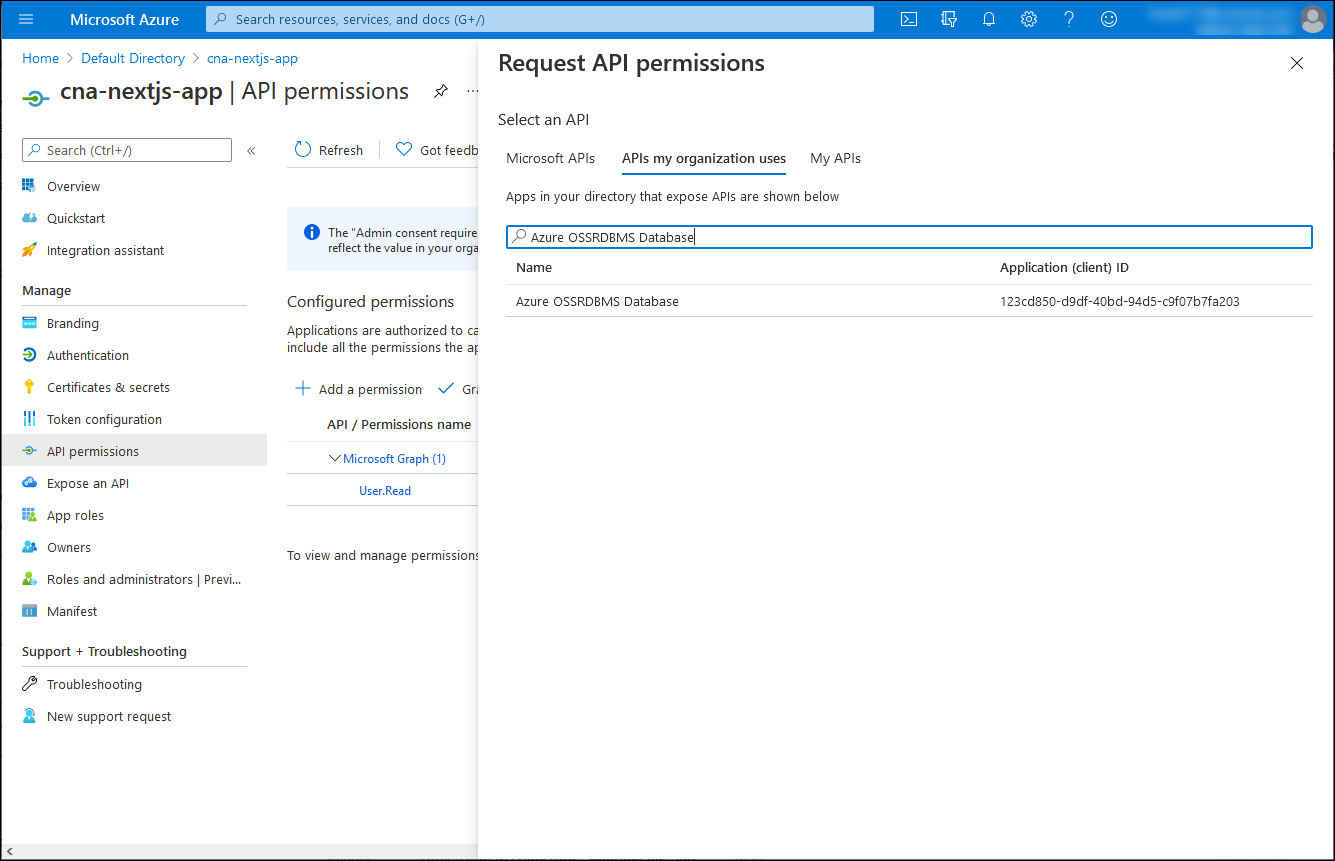 Microsoft Azure
Search resources, services, and docs (G+/)
Home > Default Directory > cna-nextjs-app
cna-nextjs-app | API permissions
...
Search (Ctrl+/)
«
Overview
Quickstart
Integration assistant
Manage
Branding
Authentication
Certificates & secrets
Token configuration
API permissions
Expose an API
App roles
Owners
Roles and administrators | Previ...
Manifest
Support + Troubleshooting
Troubleshooting
New support request
Refresh
Got feedb
The "Admin consent require
reflect the value in your orga
Configured permissions
Applications are authorized to ca
include all the permissions the ap
Add a permission
Gra
API / Permissions name
Microsoft Graph (1)
User.Read
To view and manage permissions
Request API permissions
Select an API
Microsoft APIs
APIs my organization uses
My APIs
Apps in your directory that expose APIs are shown below
Azure OSSRDBMS Database
Name
Application (client) ID
Azure OSSRDBMS Database
123cd850-d9df-40bd-94d5-c9f07b7fa203